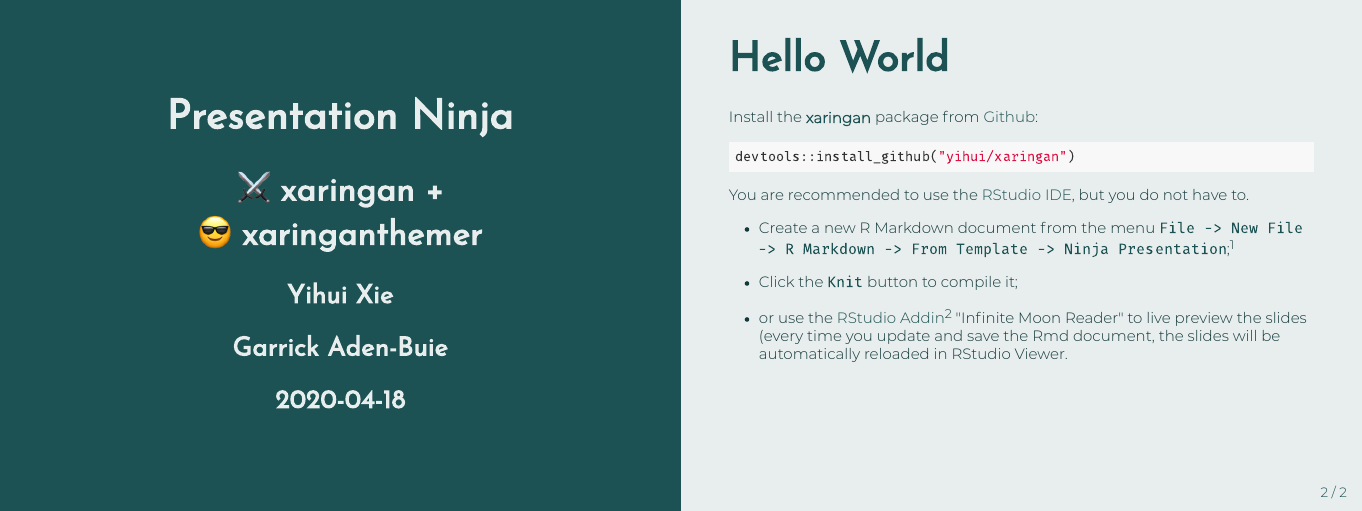 Presentation Ninja
⚔️ xaringan +
😎 xaringanthemer
Yihui Xie
Garrick Aden-Buie
2020-04-18
Hello World
Install the xaringan package from Github:
devtools::install_github("yihui/xaringan")
You are recommended to use the RStudio IDE, but you do not have to.
• Create a new R Markdown document from the menu File -> New File
-> R Markdown -> From Template -> Ninja Presentation;1
• Click the Knit button to compile it;
• or use the RStudio Addin2 "Infinite Moon Reader" to live preview the slides
(every time you update and save the Rmd document, the slides will be
automatically reloaded in RStudio Viewer.
2 / 2